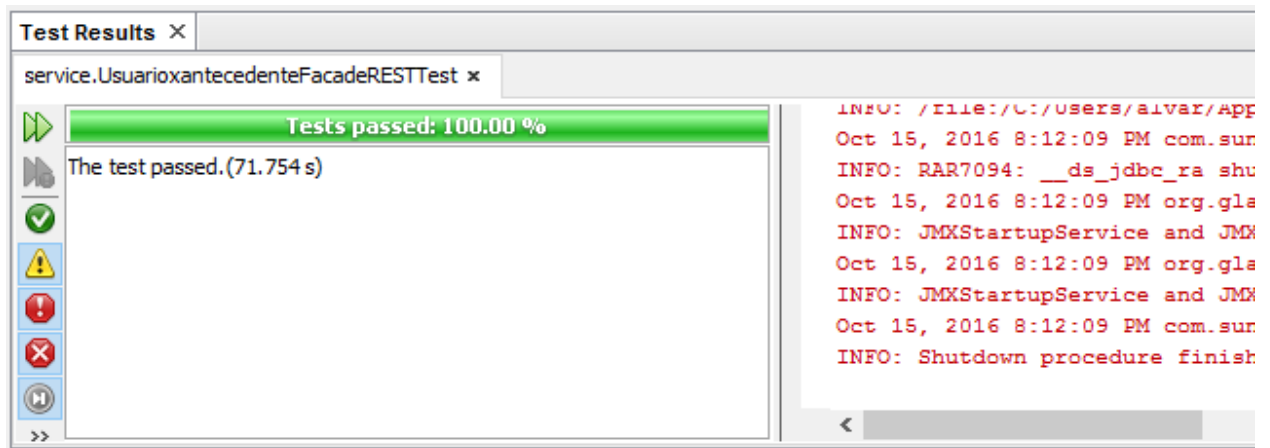 Test Results ×
service.UsuarioxantecedenteFacadeRESTTest ×
Tests passed: 100.00 %
The test passed.(71.754 s)
INFO: /file:/C:/Users/alvar/App
Oct 15, 2016 8:12:09 PM com.sun
INFO: RAR7094: __ds_jdbc_ra shu
Oct 15, 2016 8:12:09 PM org.gla
INFO: JMXStartupService and JMX
Oct 15, 2016 8:12:09 PM org.gla
INFO: JMXStartupService and JMX
Oct 15, 2016 8:12:09 PM com.sun
INFO: Shutdown procedure finish